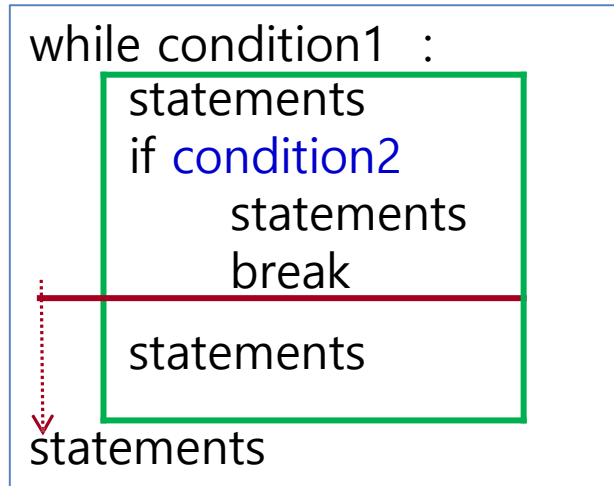 while condition1  :
statements
if condition2
statements
break
statements
statements